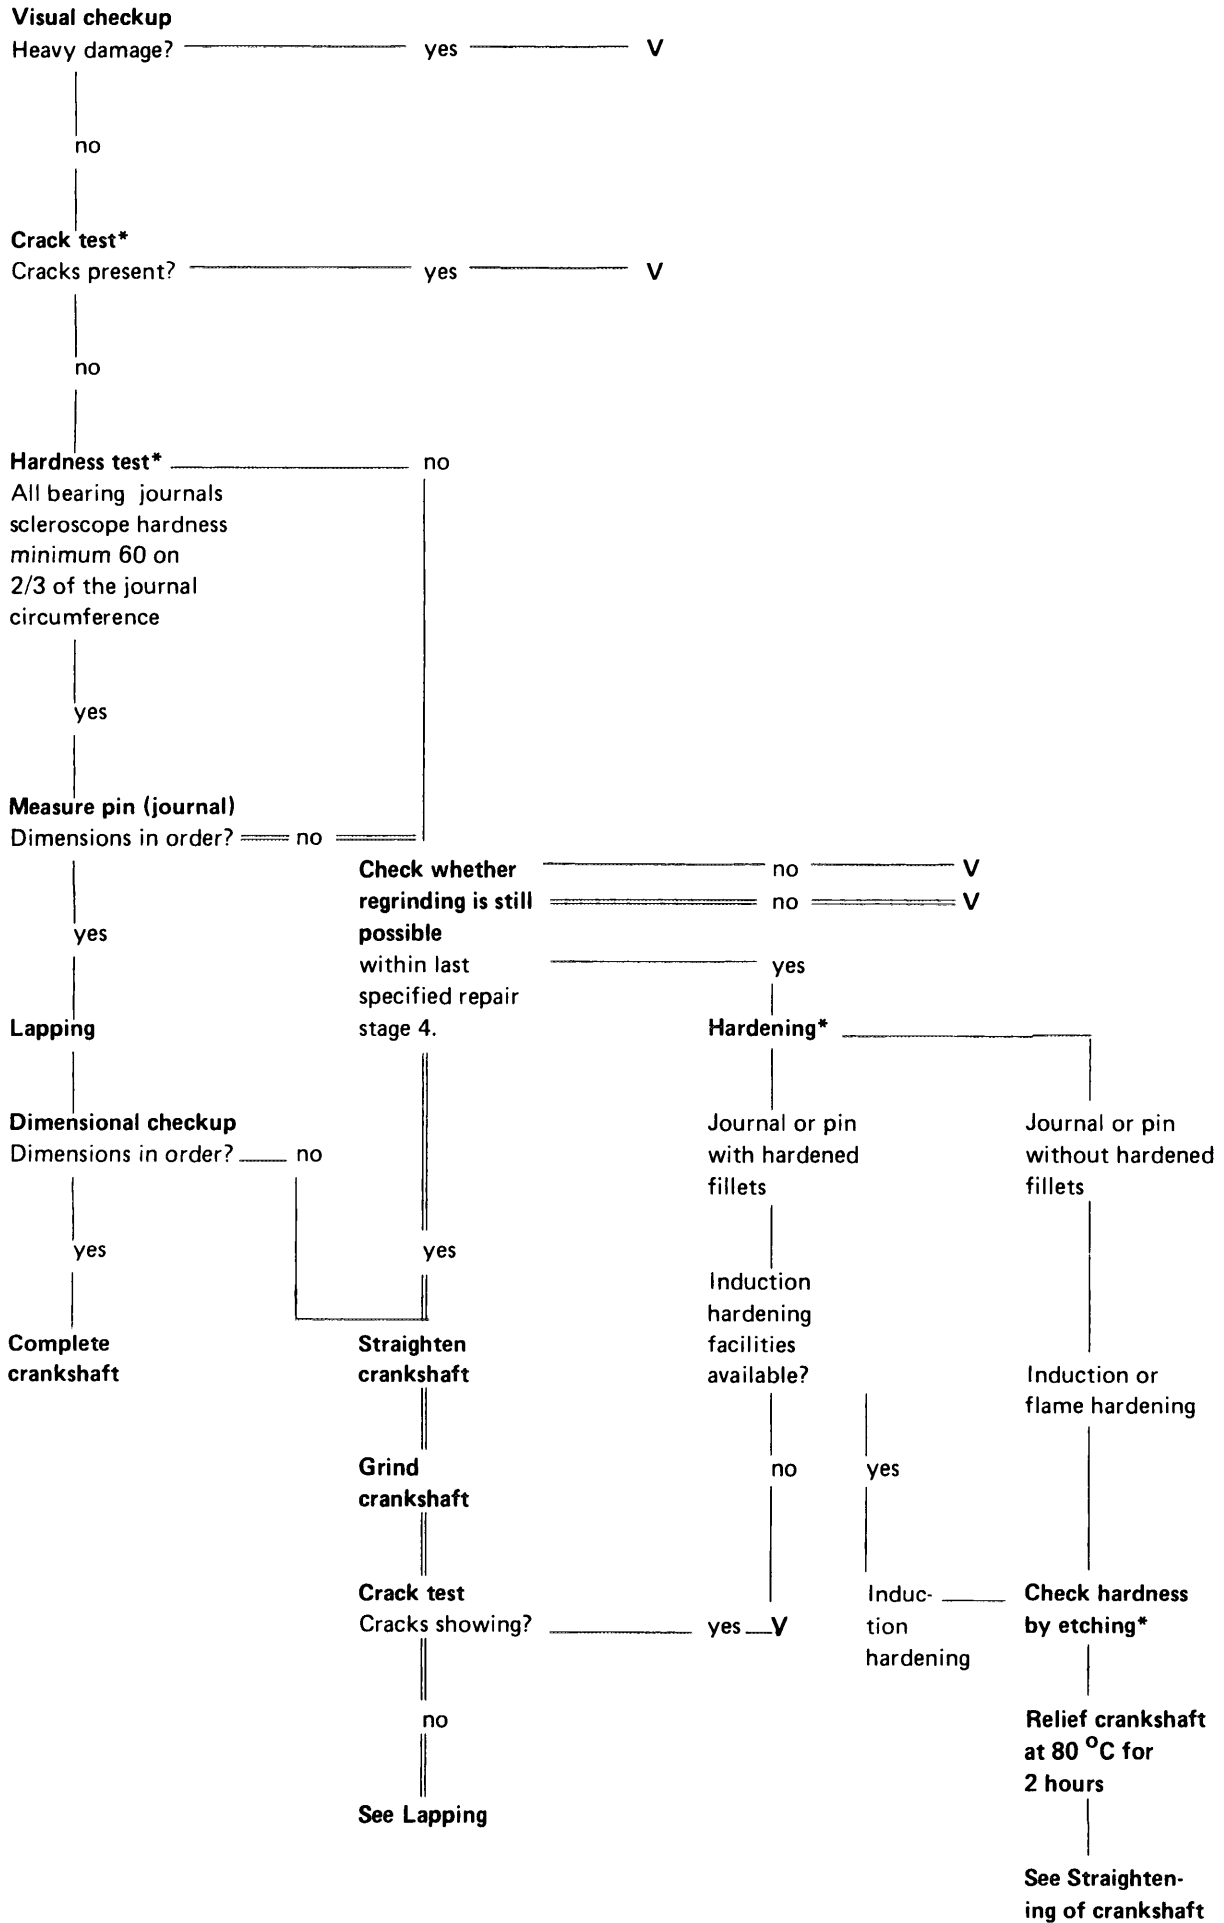 Visual checkup
Heavy damage? yes V
no
Crack test*
Cracks present? yes V
no
Hardness test* no
All bearing journals
scleroscope hardness
minimum 60 on
2/3 of the journal
circumference
yes
Measure pin (journal)
Dimensions in order? no
yes
Lapping
Dimensional checkup
Dimensions in order? no
yes
Complete
crankshaft
Check whether no V
regrinding is still no V
possible
within last yes
specified repair
stage 4.
yes
Straighten
crankshaft
Grind
crankshaft
Crack test
Cracks showing? yes V
no
See Lapping
Hardening*
Journal or pin
with hardened
fillets
Induction
hardening
facilities
available?
no yes
Induc-
tion
hardening
Journal or pin
without hardened
fillets
Induction or
flame hardening
Check hardness
by etching*
Relief crankshaft
at 80 °C for
2 hours
See Straighten-
ing of crankshaft